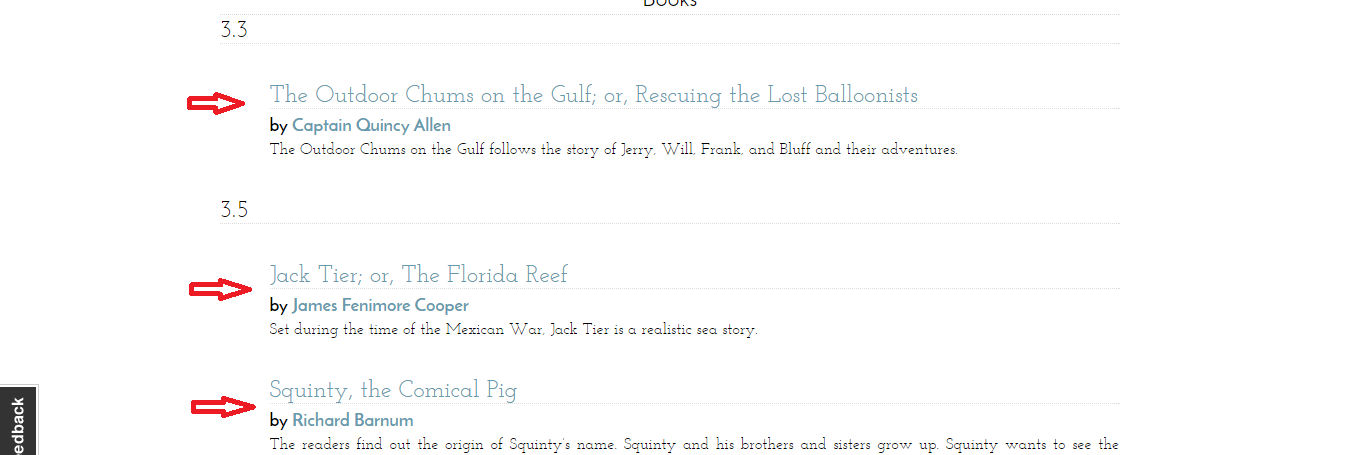 Books
3.3
The Outdoor Chums on the Gulf; or, Rescuing the Lost Balloonists
by Captain Quincy Allen
The Outdoor Chums on the Gulf follows the story of Jerry, Will, Frank, and Bluff and their adventures.
3.5
Jack Tier; or, The Florida Reef
by James Fenimore Cooper
Set during the time of the Mexican War, Jack Tier is a realistic sea story.
Squinty, the Comical Pig
by Richard Barnum
The readers find out the origin of Squinty's name. Squinty and his brothers and sisters grow up. Squinty wants to see the
edback